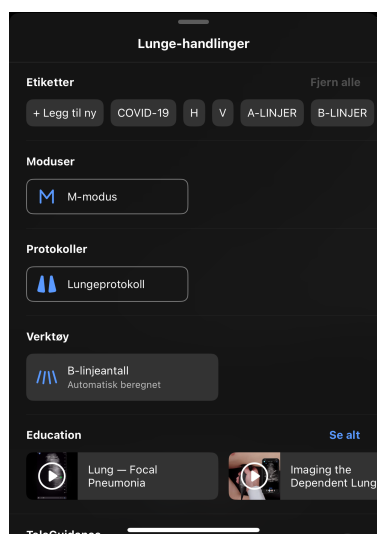 Lunge-handlinger
Etiketter
Fjern alle
+ Legg til ny
COVID-19
H
V
A-LINJER
B-LINJER
Moduser
M-modus
Protokoller
Lungeprotokoll
Verktøy
B-linjeantall
Automatisk beregnet
Education
Se alt
Lung — Focal
Pneumonia
Imaging the
Dependent Lung
TeleGuidance